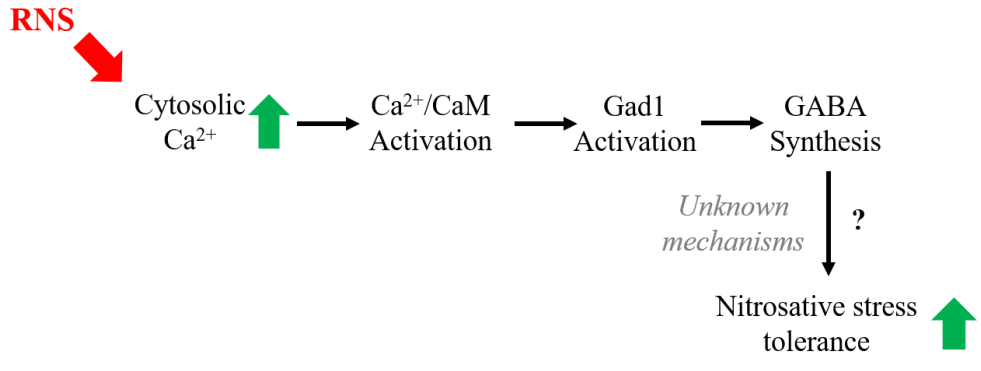 RNS
Cytosolic
Ca²⁺
Ca²⁺/CaM
Activation
Gad1
Activation
GABA
Synthesis
Unknown
mechanisms
?
Nitrosative stress
tolerance